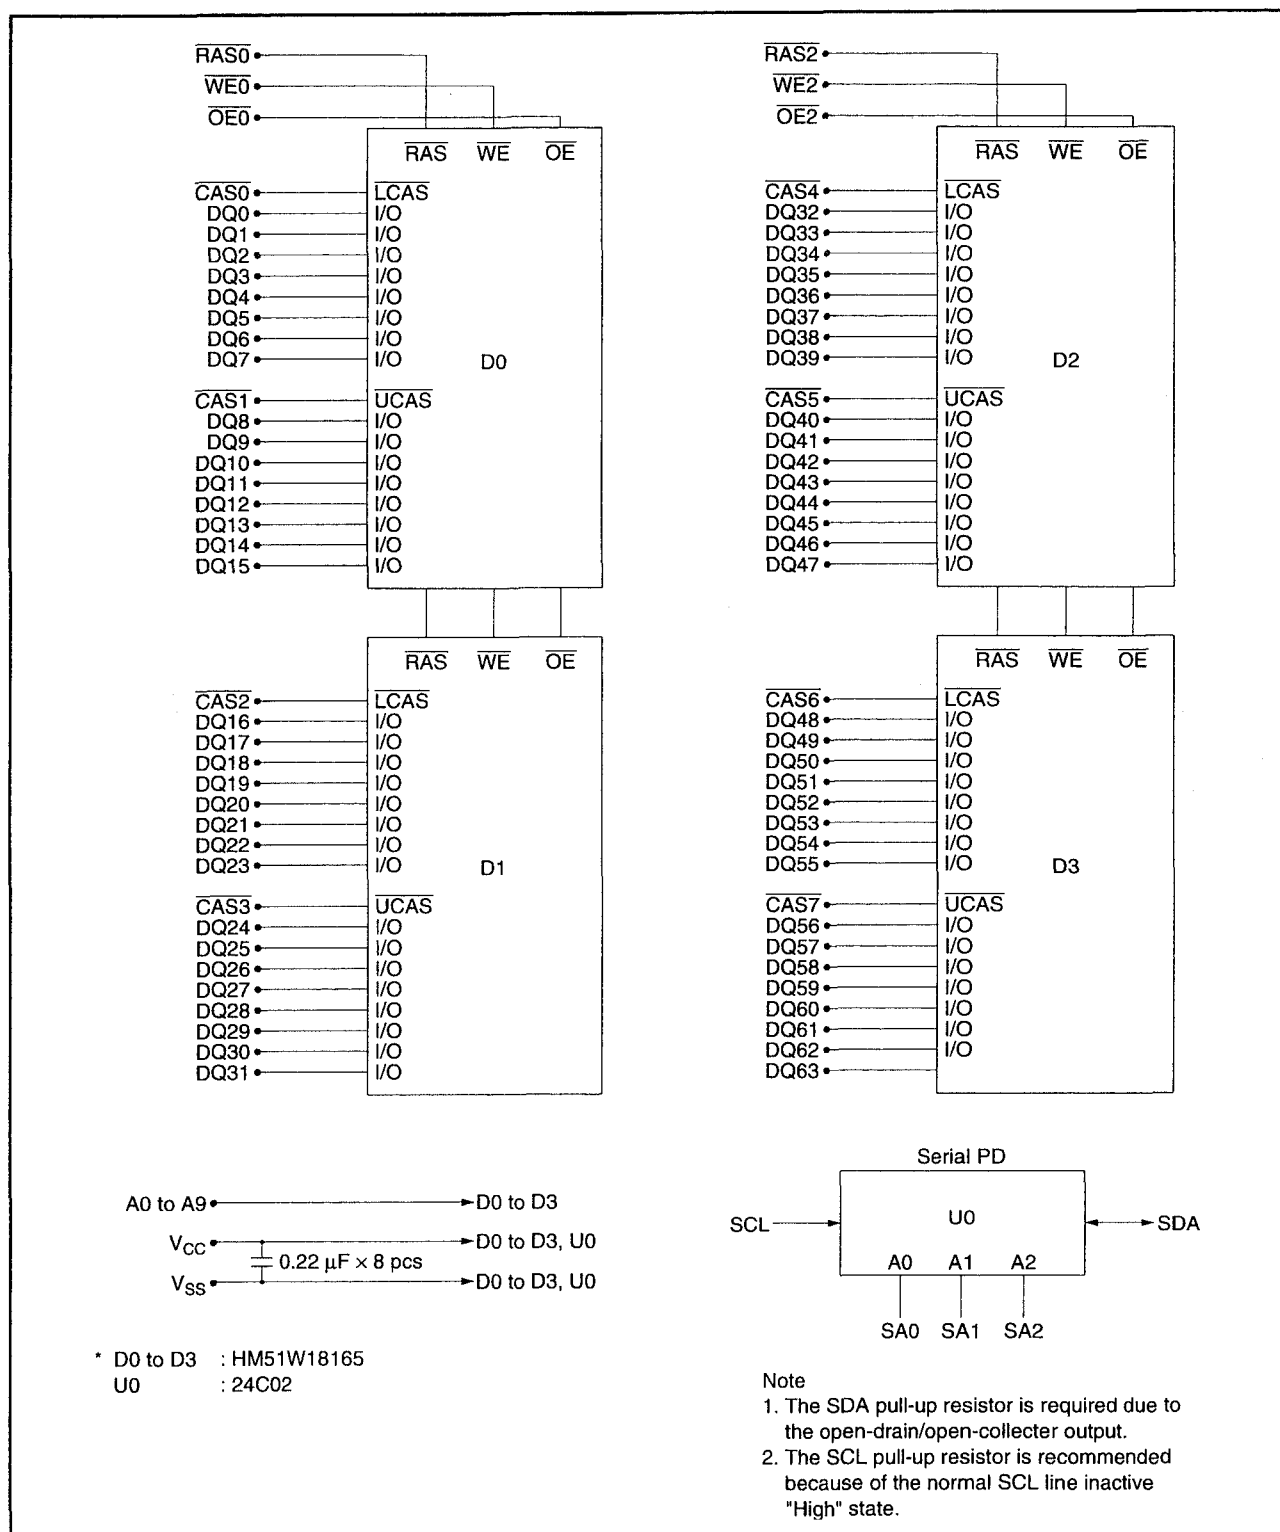 RAS0
WE0
OE0
RAS WE OE
CAS0 LCAS
DQ0 I/O
DQ1 I/O
DQ2 I/O
DQ3 I/O
DQ4 I/O
DQ5 I/O
DQ6 I/O
DQ7 I/O
D0
CAS1 UCAS
DQ8 I/O
DQ9 I/O
DQ10 I/O
DQ11 I/O
DQ12 I/O
DQ13 I/O
DQ14 I/O
DQ15 I/O
RAS WE OE
CAS2 LCAS
DQ16 I/O
DQ17 I/O
DQ18 I/O
DQ19 I/O
DQ20 I/O
DQ21 I/O
DQ22 I/O
DQ23 I/O
D1
CAS3 UCAS
DQ24 I/O
DQ25 I/O
DQ26 I/O
DQ27 I/O
DQ28 I/O
DQ29 I/O
DQ30 I/O
DQ31 I/O
RAS2
WE2
OE2
RAS WE OE
CAS4 LCAS
DQ32 I/O
DQ33 I/O
DQ34 I/O
DQ35 I/O
DQ36 I/O
DQ37 I/O
DQ38 I/O
DQ39 I/O
D2
CAS5 UCAS
DQ40 I/O
DQ41 I/O
DQ42 I/O
DQ43 I/O
DQ44 I/O
DQ45 I/O
DQ46 I/O
DQ47 I/O
RAS WE OE
CAS6 LCAS
DQ48 I/O
DQ49 I/O
DQ50 I/O
DQ51 I/O
DQ52 I/O
DQ53 I/O
DQ54 I/O
DQ55 I/O
D3
CAS7 UCAS
DQ56 I/O
DQ57 I/O
DQ58 I/O
DQ59 I/O
DQ60 I/O
DQ61 I/O
DQ62 I/O
DQ63
A0 to A9 D0 to D3
VCC D0 to D3, U0
0.22 µF × 8 pcs
VSS D0 to D3, U0
* D0 to D3 : HM51W18165
U0 : 24C02
Serial PD
SCL U0 SDA
A0 A1 A2
SA0 SA1 SA2
Note
1. The SDA pull-up resistor is required due to
the open-drain/open-collecter output.
2. The SCL pull-up resistor is recommended
because of the normal SCL line inactive
"High" state.